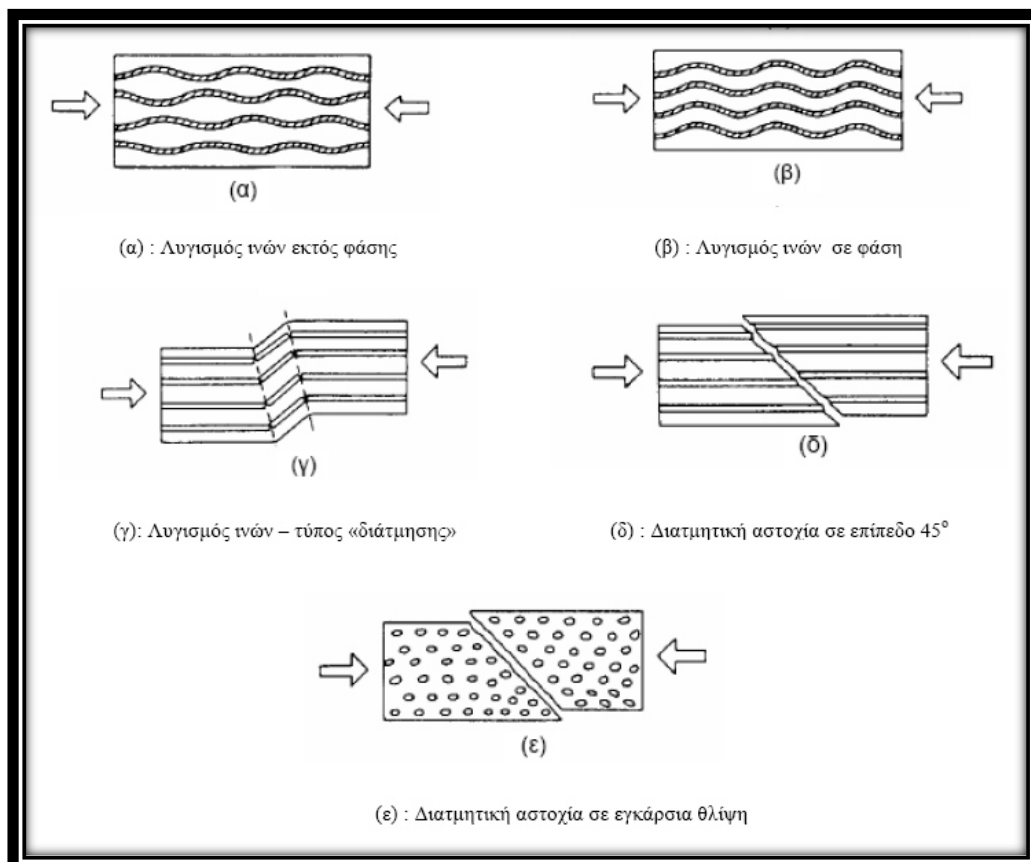 (α)
(β)
(α) : Λυγισμός ινών εκτός φάσης
(β) : Λυγισμός ινών σε φάση
(γ)
(δ)
(γ): Λυγισμός ινών – τύπος «διάτμησης»
(δ) : Διατμητική αστοχία σε επίπεδο 45°
(ε)
(ε) : Διατμητική αστοχία σε εγκάρσια θλίψη